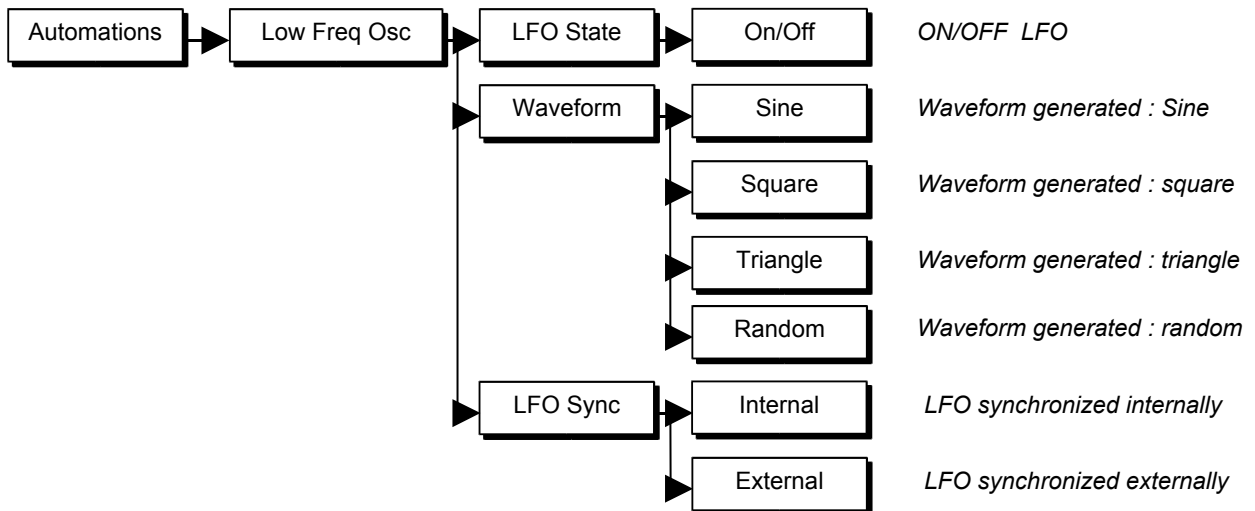 Automations Low Freq Osc LFO State On/Off ON/OFF LFO
Waveform Sine Waveform generated : Sine
Square Waveform generated : square
Triangle Waveform generated : triangle
Random Waveform generated : random
LFO Sync Internal LFO synchronized internally
External LFO synchronized externally